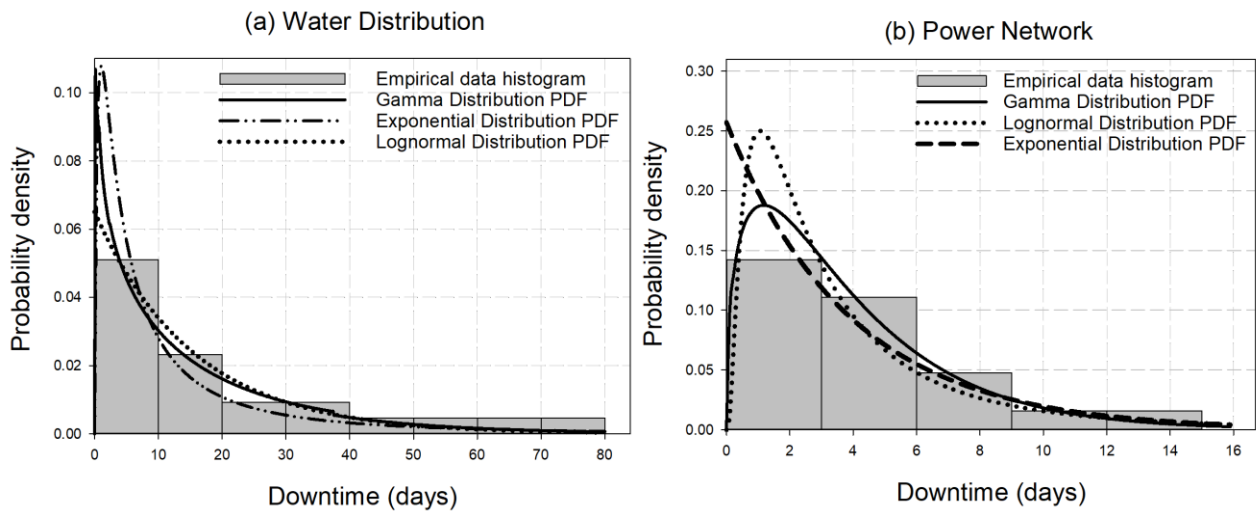 (a) Water Distribution
Empirical data histogram
Gamma Distribution PDF
Exponential Distribution PDF
Lognormal Distribution PDF
Probability density
0.10
0.08
0.06
0.04
0.02
0.00
0 10 20 30 40 50 60 70 80
Downtime (days)
(b) Power Network
Empirical data histogram
Gamma Distribution PDF
Lognormal Distribution PDF
Exponential Distribution PDF
Probability density
0.30
0.25
0.20
0.15
0.10
0.05
0.00
0 2 4 6 8 10 12 14 16
Downtime (days)